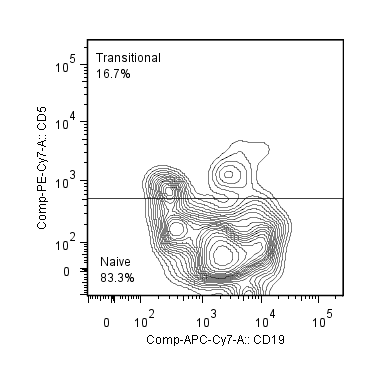 Transitional
16.7%
10^5
10^4
10^3
10^2
0
Comp-PE-Cy7-A:: CD5
Naive
83.3%
0 10^2 10^3 10^4 10^5
Comp-APC-Cy7-A:: CD19